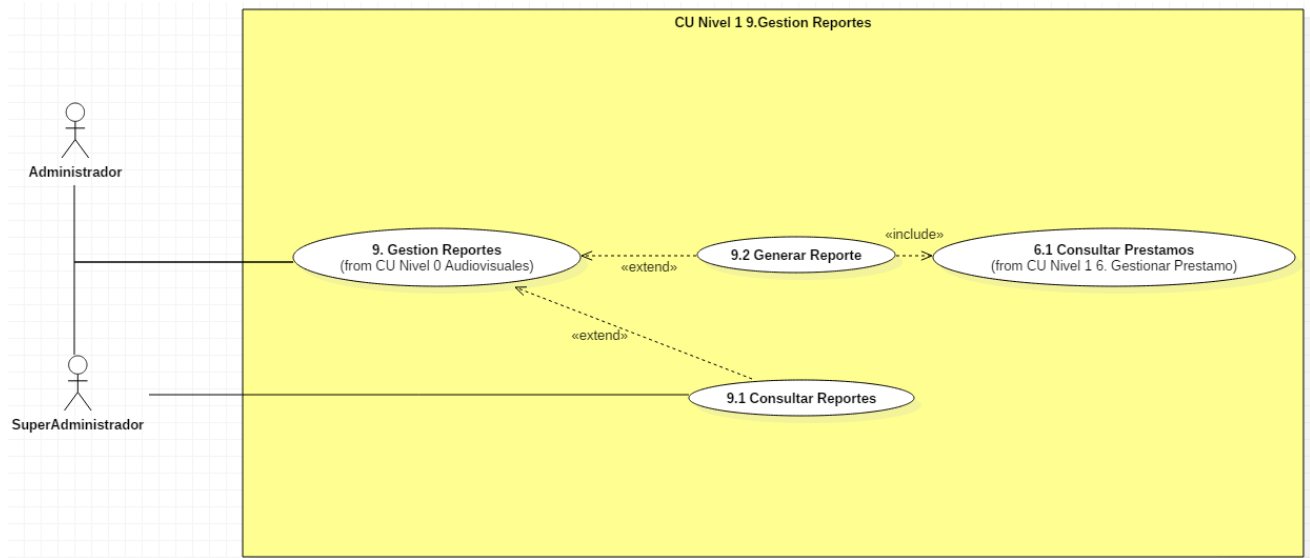 CU Nivel 1 9.Gestion Reportes
Administrador
9. Gestion Reportes
(from CU Nivel 0 Audiovisuales)
«extend»
9.2 Generar Reporte
«include»
6.1 Consultar Prestamos
(from CU Nivel 1 6. Gestionar Prestamo)
«extend»
SuperAdministrador
9.1 Consultar Reportes